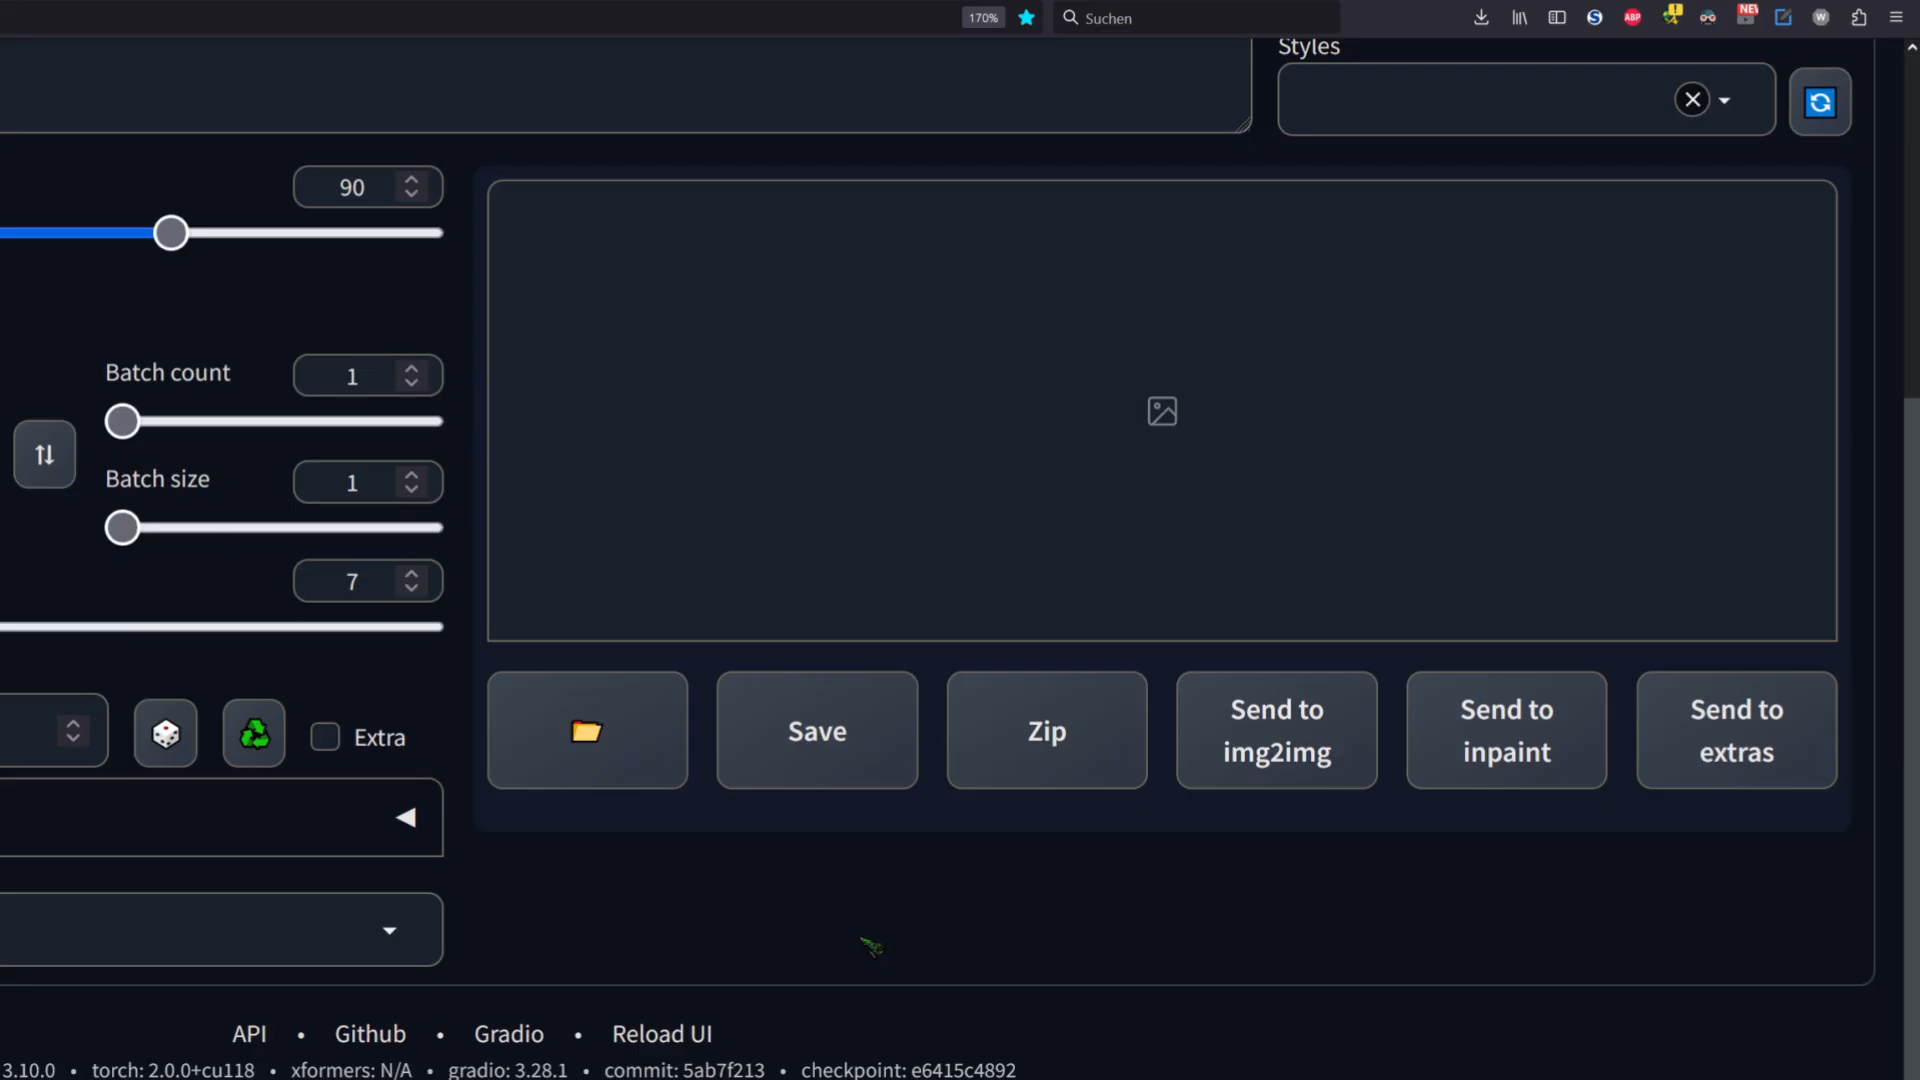 170%
Suchen
ABP
NEW
W
Styles
90
Batch count
1
Batch size
1
7
Extra
Save
Zip
Send to
img2img
Send to
inpaint
Send to
extras
API • Github • Gradio • Reload UI
3.10.0 • torch: 2.0.0+cu118 • xformers: N/A • gradio: 3.28.1 • commit: 5ab7f213 • checkpoint: e6415c4892